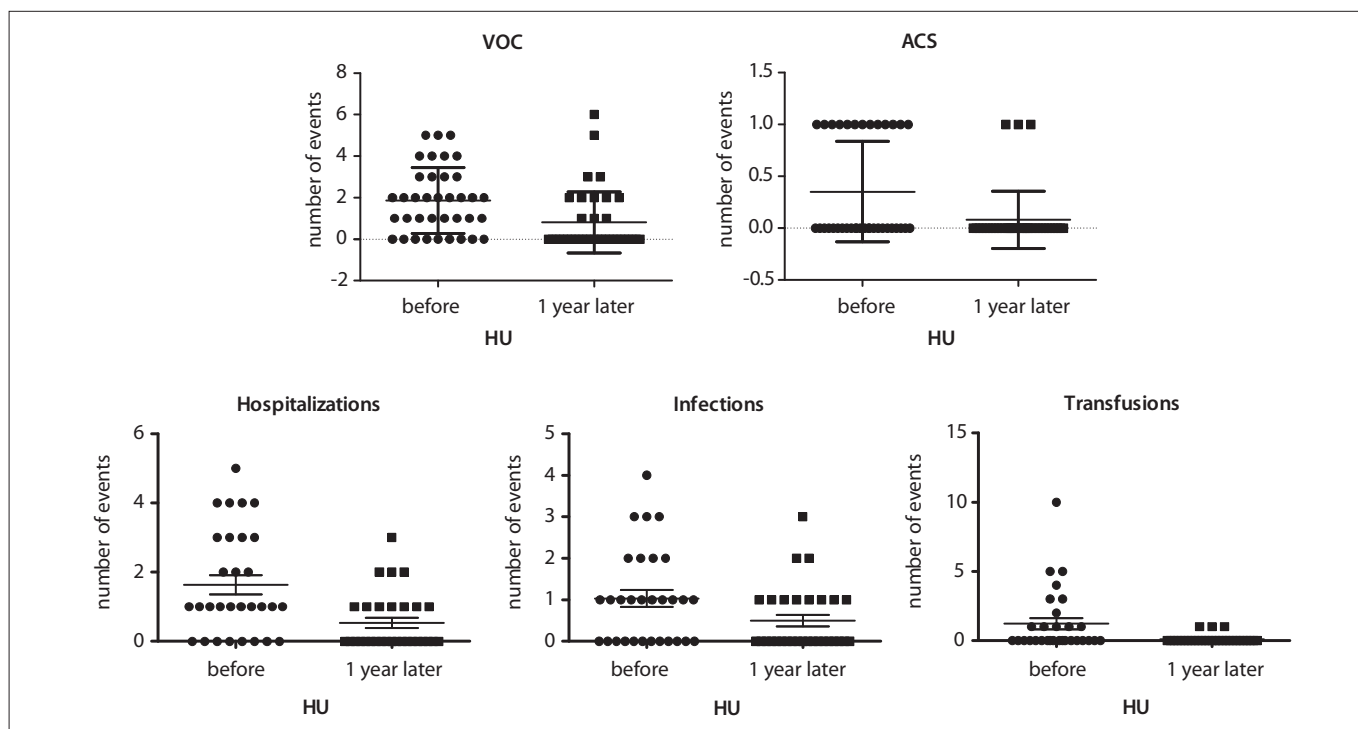 VOC
number of events
8
6
4
2
0
-2
before
1 year later
HU
ACS
number of events
1.5
1.0
0.5
0.0
-0.5
before
1 year later
HU
Hospitalizations
number of events
6
4
2
0
before
1 year later
HU
Infections
number of events
5
4
3
2
1
0
before
1 year later
HU
Transfusions
number of events
15
10
5
0
before
1 year later
HU